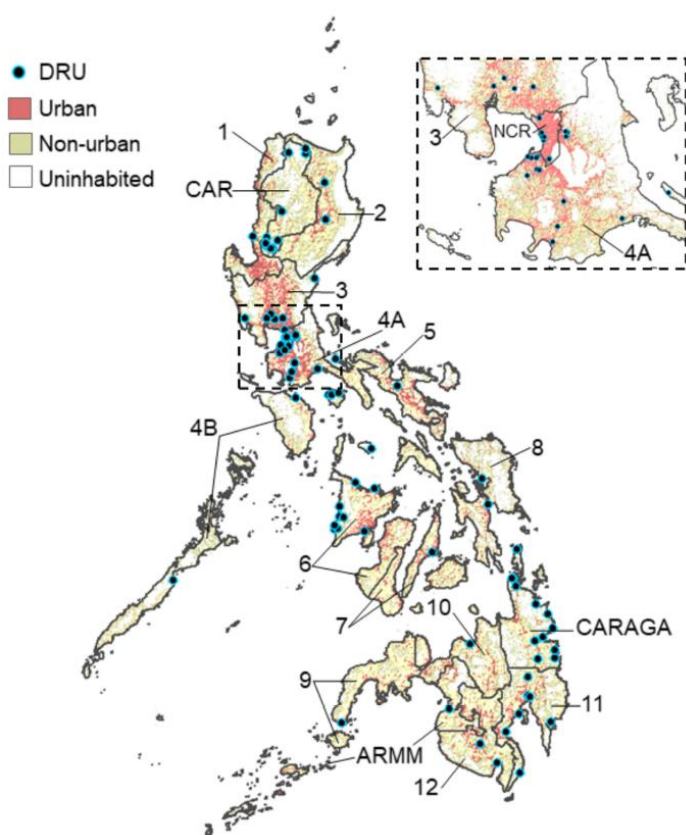 DRU
Urban
Non-urban
Uninhabited
1
CAR
2
3
4A
5
4B
8
6
7
10
CARAGA
9
11
ARMM
12
3
NCR
4A